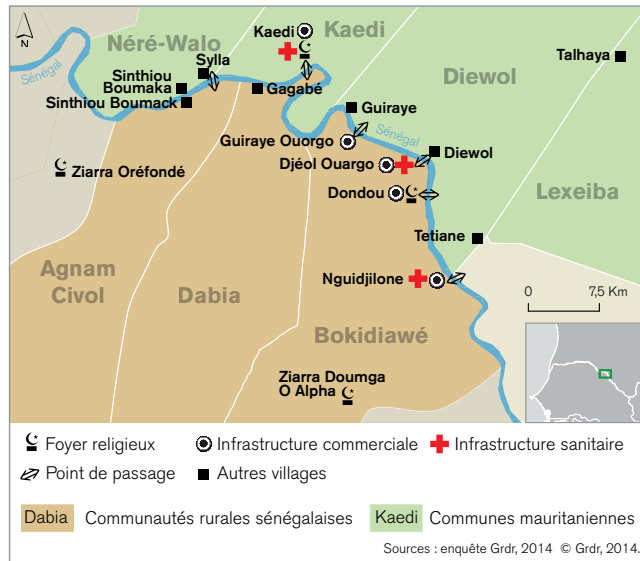 N
Sénégal
Néré-Walo
Kaedi
Kaedi
Diewol
Talhaya
Sylla
Sinthiou
Boumaka
Sinthiou Boumack
Gagabé
Guiraye
Sénégal
Guiraye Ouorgo
Diewol
Djéol Ouargo
Ziarra Oréfondé
Dondou
Lexeiba
Tetiane
Agnam
Civol
Dabia
Nguidjilone
0 7,5 Km
Bokidiawé
Ziarra Doumga
O Alpha
Foyer religieux
Infrastructure commerciale
Infrastructure sanitaire
Point de passage
Autres villages
Dabia Communautés rurales sénégalaises
Kaedi Communes mauritaniennes
Sources : enquête Grdr, 2014 © Grdr, 2014.